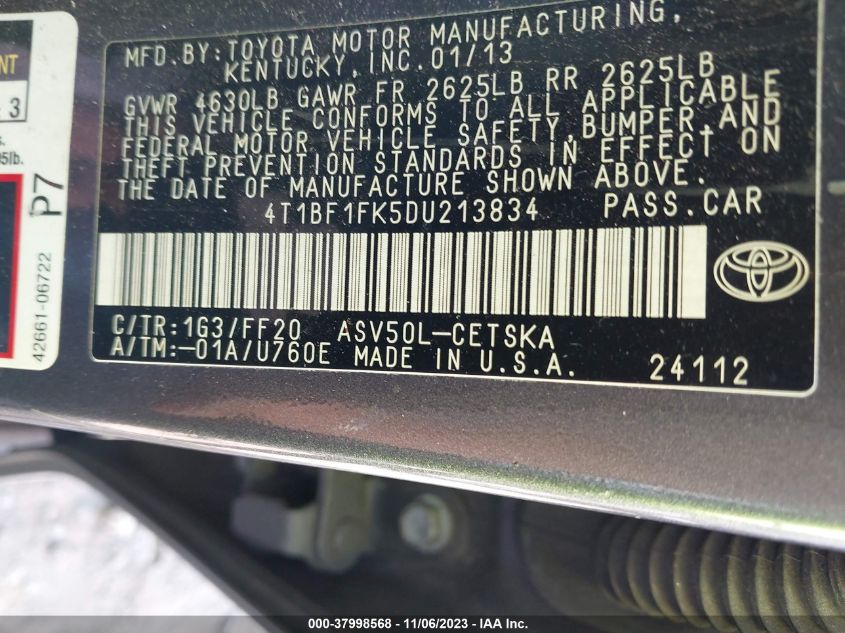 MFD. BY: TOYOTA MOTOR MANUFACTURING,
KENTUCKY, INC. 01/13
GVWR 4630LB GAWR FR 2625LB RR 2625LB
THIS VEHICLE CONFORMS TO ALL APPLICABLE
FEDERAL MOTOR VEHICLE SAFETY, BUMPER, AND
THEFT PREVENTION STANDARDS IN EFFECT ON
THE DATE OF MANUFACTURE SHOWN ABOVE.
4T1BF1FK5DU213834 PASS. CAR
C/TR: 1G3/FF20 ASV50L-CETSKA
A/TM: -01A/U760E MADE IN U.S.A.
24112
3
5lb.
P7
42661-06722
000-37998568 - 11/06/2023 - IAA Inc.